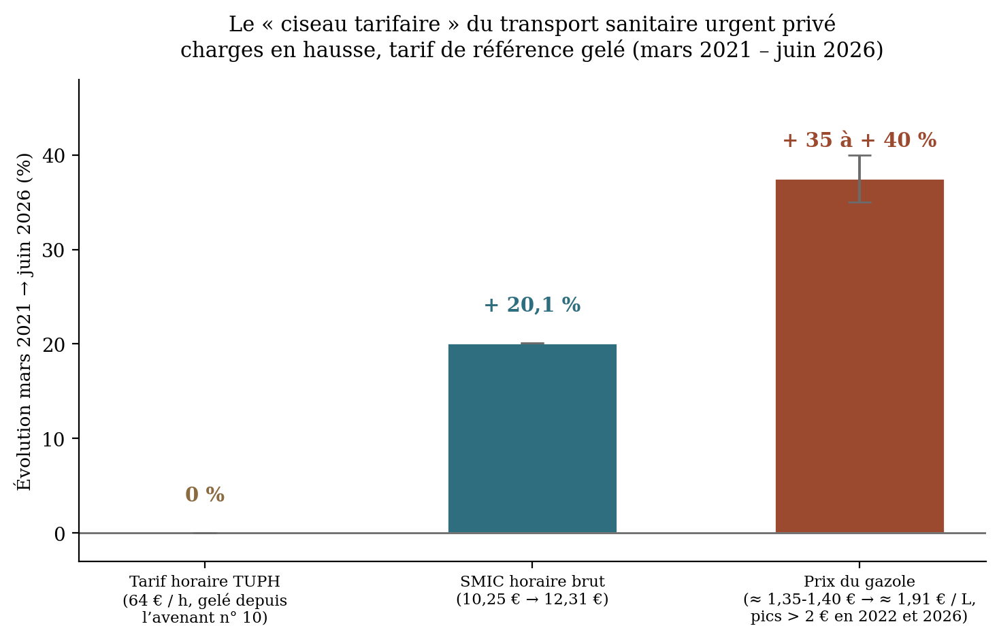 Le « ciseau tarifaire » du transport sanitaire urgent privé
charges en hausse, tarif de référence gelé (mars 2021 – juin 2026)
Évolution mars 2021 → juin 2026 (%)
40
30
20
10
0
0 %
+ 20,1 %
+ 35 à + 40 %
Tarif horaire TUPH
(64 € / h, gelé depuis
l’avenant n° 10)
SMIC horaire brut
(10,25 € → 12,31 €)
Prix du gazole
(≈ 1,35-1,40 € → ≈ 1,91 € / L,
pics > 2 € en 2022 et 2026)